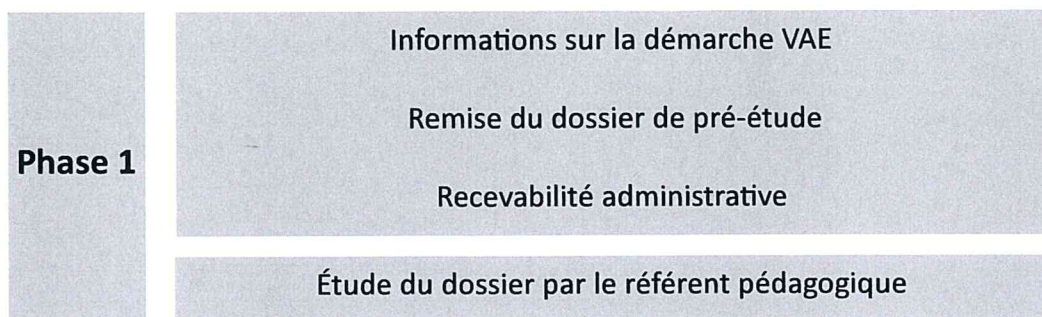 Phase 1
Informations sur la démarche VAE
Remise du dossier de pré-étude
Recevabilité administrative
Étude du dossier par le référent pédagogique